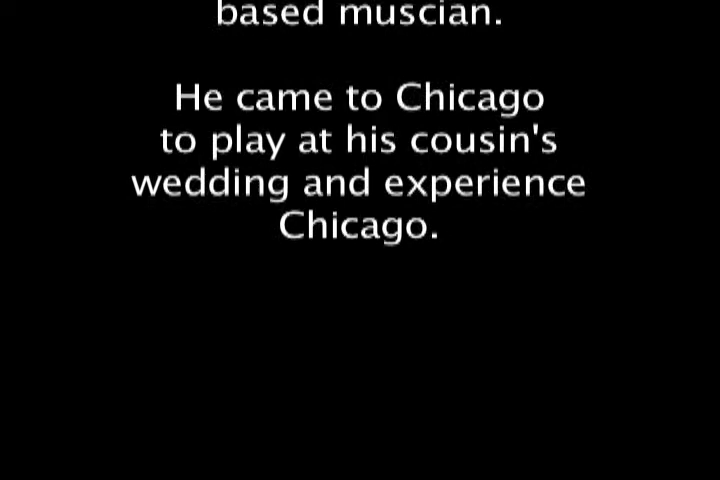 based muscian.
He came to Chicago
to play at his cousin's
wedding and experience
Chicago.